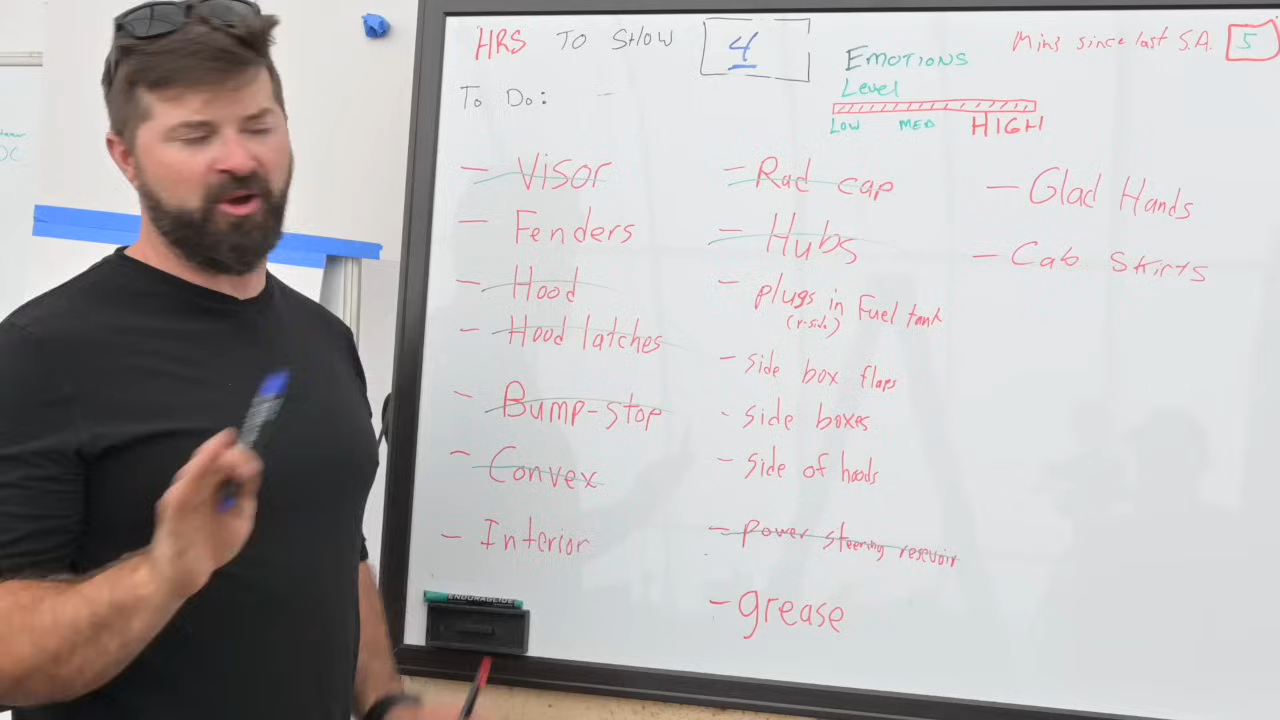 HRS TO SHOW 4
Mins since last S.A. 5
EMOTIONS
Level
LOW MED HIGH
To Do:
- Visor
- Fenders
- Hood
- Hood latches
- Bump-stop
- Convex
- Interior
- Rad cap
- Hubs
- plugs in Fuel tank
(r-side)
- side box flaps
- side boxes
- side of hoods
- power steering resevoir
- grease
- Glad Hands
- Cab Skirts
ENDURAGLIDE